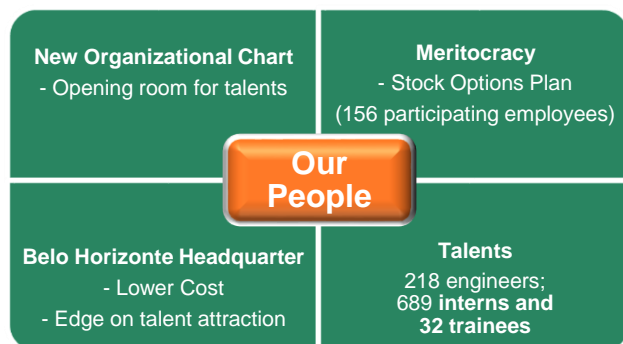 New Organizational Chart
- Opening room for talents
Meritocracy
- Stock Options Plan
(156 participating employees)
Our
People
Belo Horizonte Headquarter
- Lower Cost
- Edge on talent attraction
Talents
218 engineers;
689 interns and
32 trainees